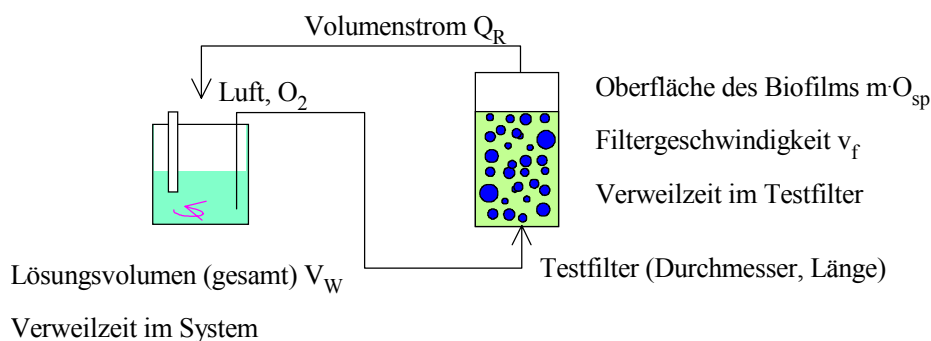 Volumenstrom Q_R
Luft, O_2
Oberfläche des Biofilms m·O_sp
Filtergeschwindigkeit v_f
Verweilzeit im Testfilter
Testfilter (Durchmesser, Länge)
Lösungsvolumen (gesamt) V_W
Verweilzeit im System